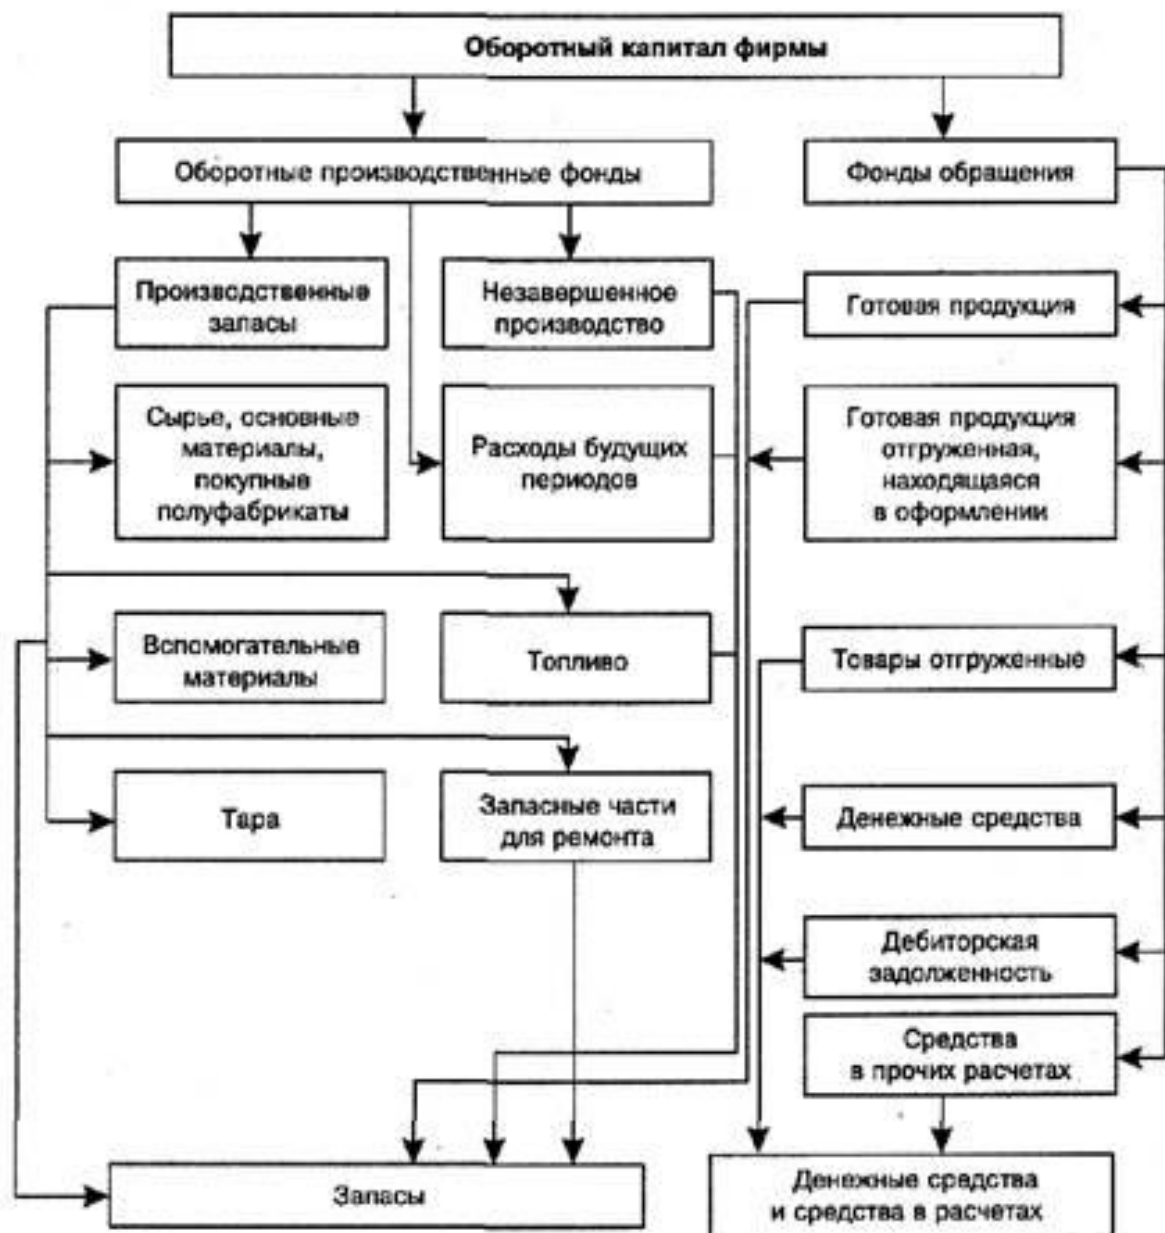 Оборотный капитал фирмы
Оборотные производственные фонды
Фонды обращения
Производственные
запасы
Незавершенное
производство
Готовая продукция
Сырье, основные
материалы,
покупные
полуфабрикаты
Расходы будущих
периодов
Готовая продукция
отгруженная,
находящаяся
в оформлении
Вспомогательные
материалы
Топливо
Товары отгруженные
Тара
Запасные части
для ремонта
Денежные средства
Дебиторская
задолженность
Средства
в прочих расчетах
Запасы
Денежные средства
и средства в расчетах